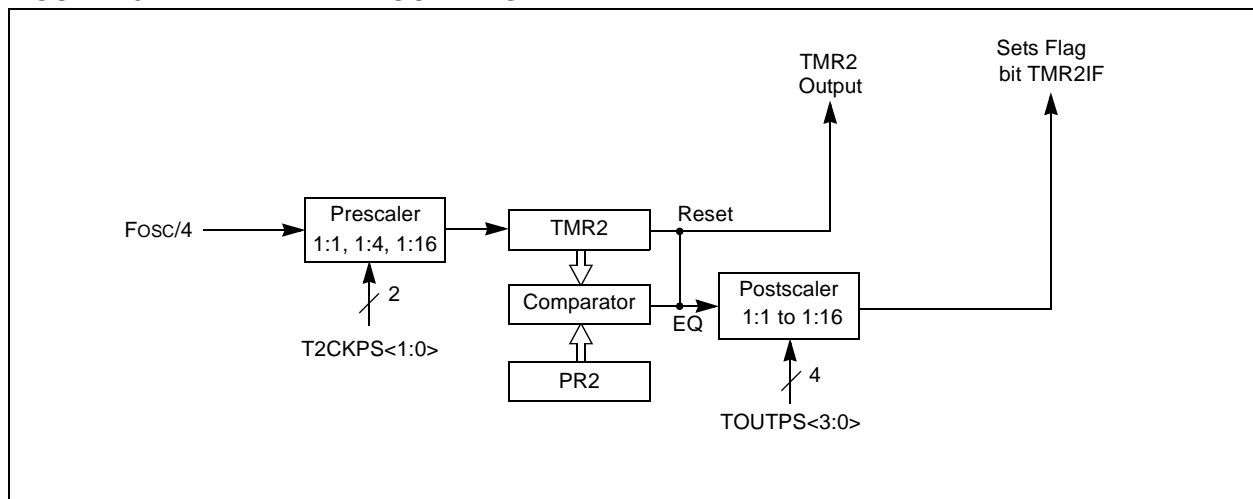 TMR2
Output
Sets Flag
bit TMR2IF
FOSC/4
Prescaler
1:1, 1:4, 1:16
TMR2
Reset
2
Comparator
EQ
Postscaler
1:1 to 1:16
T2CKPS<1:0>
PR2
4
TOUTPS<3:0>